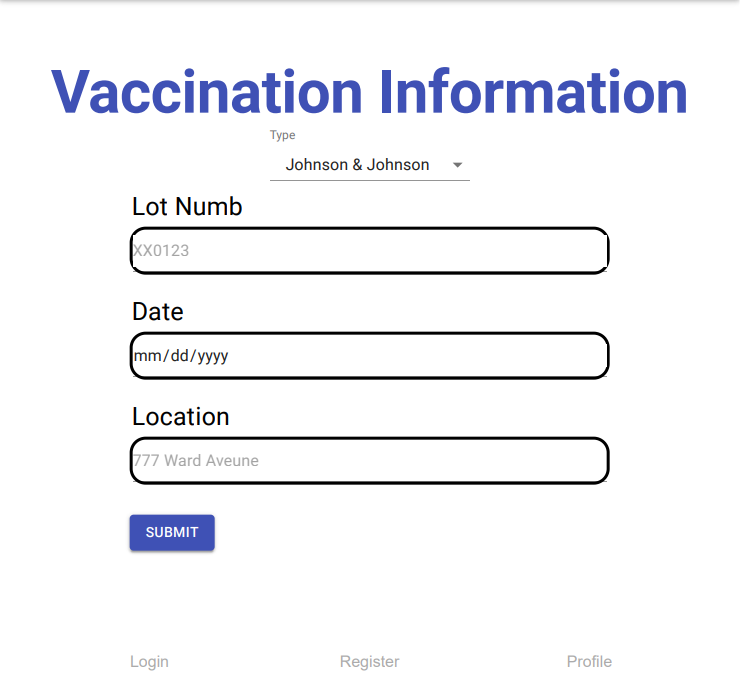 Vaccination Information
Type
Johnson & Johnson
Lot Numb
XX0123
Date
mm/dd/yyyy
Location
777 Ward Aveune
SUBMIT
Login Register Profile